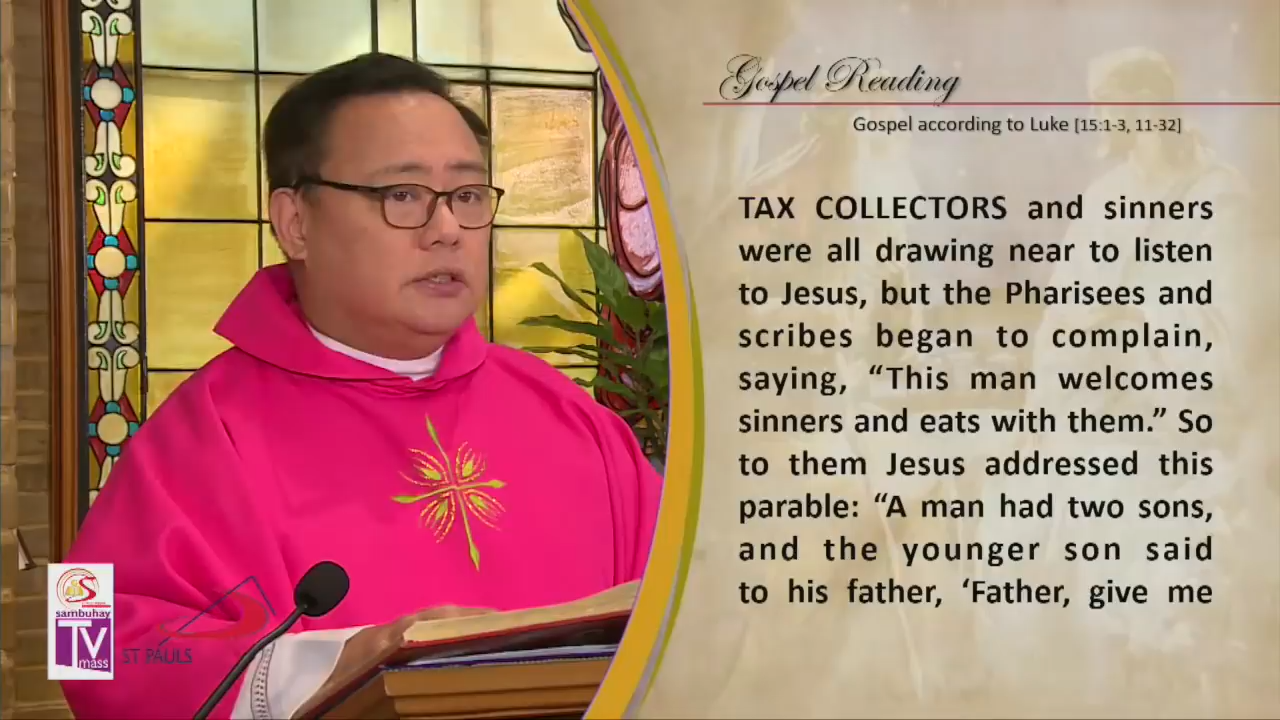 Gospel Reading
Gospel according to Luke [15:1-3, 11-32]
TAX COLLECTORS and sinners
were all drawing near to listen
to Jesus, but the Pharisees and
scribes began to complain,
saying, “This man welcomes
sinners and eats with them.” So
to them Jesus addressed this
parable: “A man had two sons,
and the younger son said
to his father, ‘Father, give me
sambuhay
TV
mass
ST PAULS